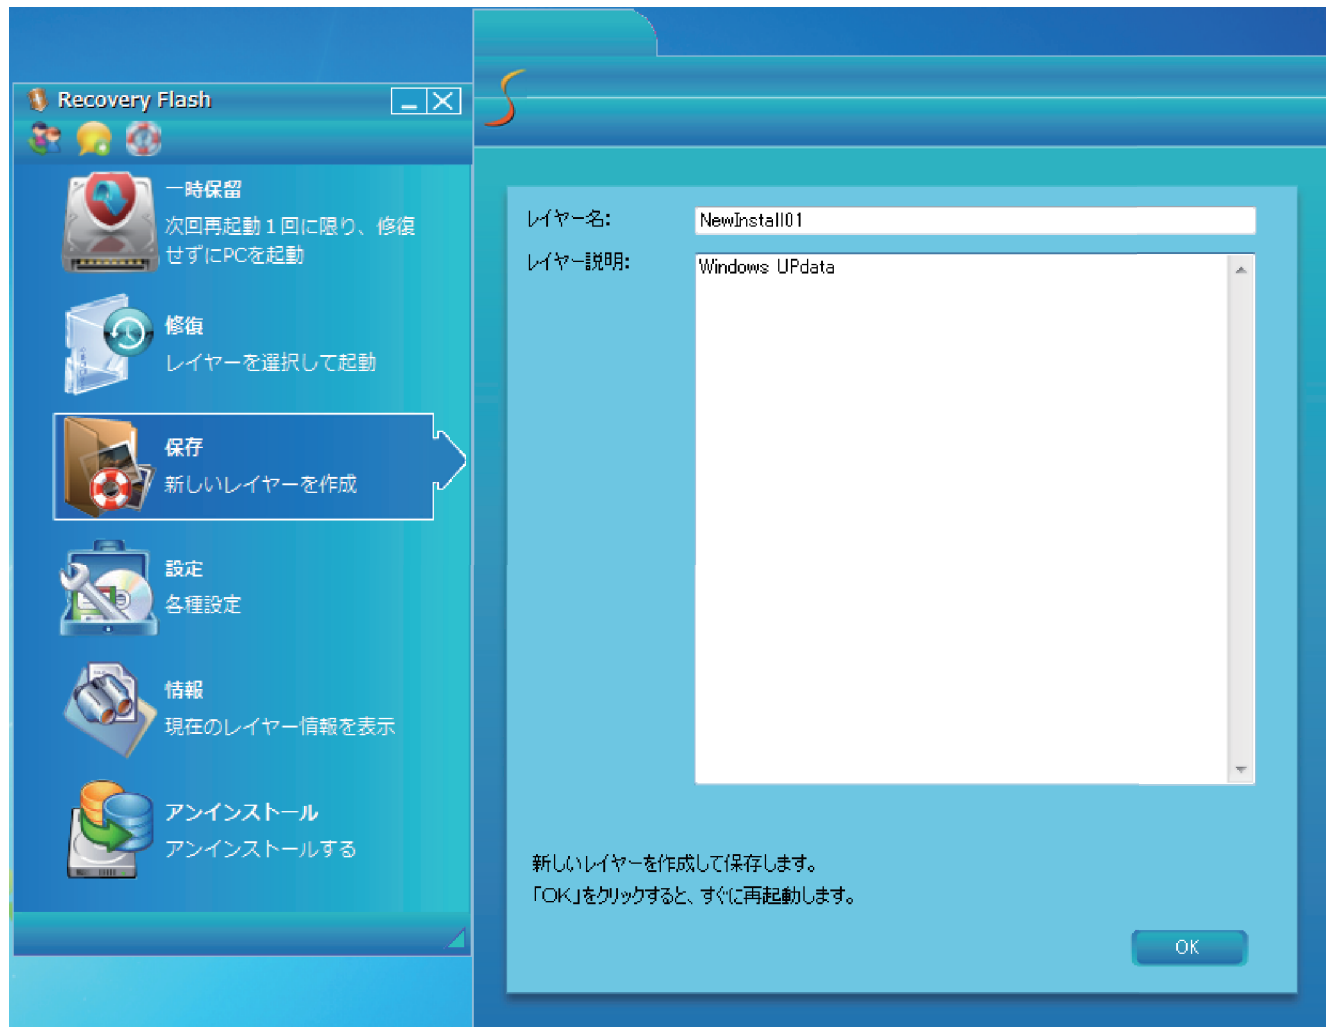 Recovery Flash
一時保留
次回再起動１回に限り、修復
せずにPCを起動
修復
レイヤーを選択して起動
保存
新しいレイヤーを作成
設定
各種設定
情報
現在のレイヤー情報を表示
アンインストール
アンインストールする
レイヤー名:
NewInstall01
レイヤー説明:
Windows UPdata
新しいレイヤーを作成して保存します。
「OK」をクリックすると、すぐに再起動します。
OK